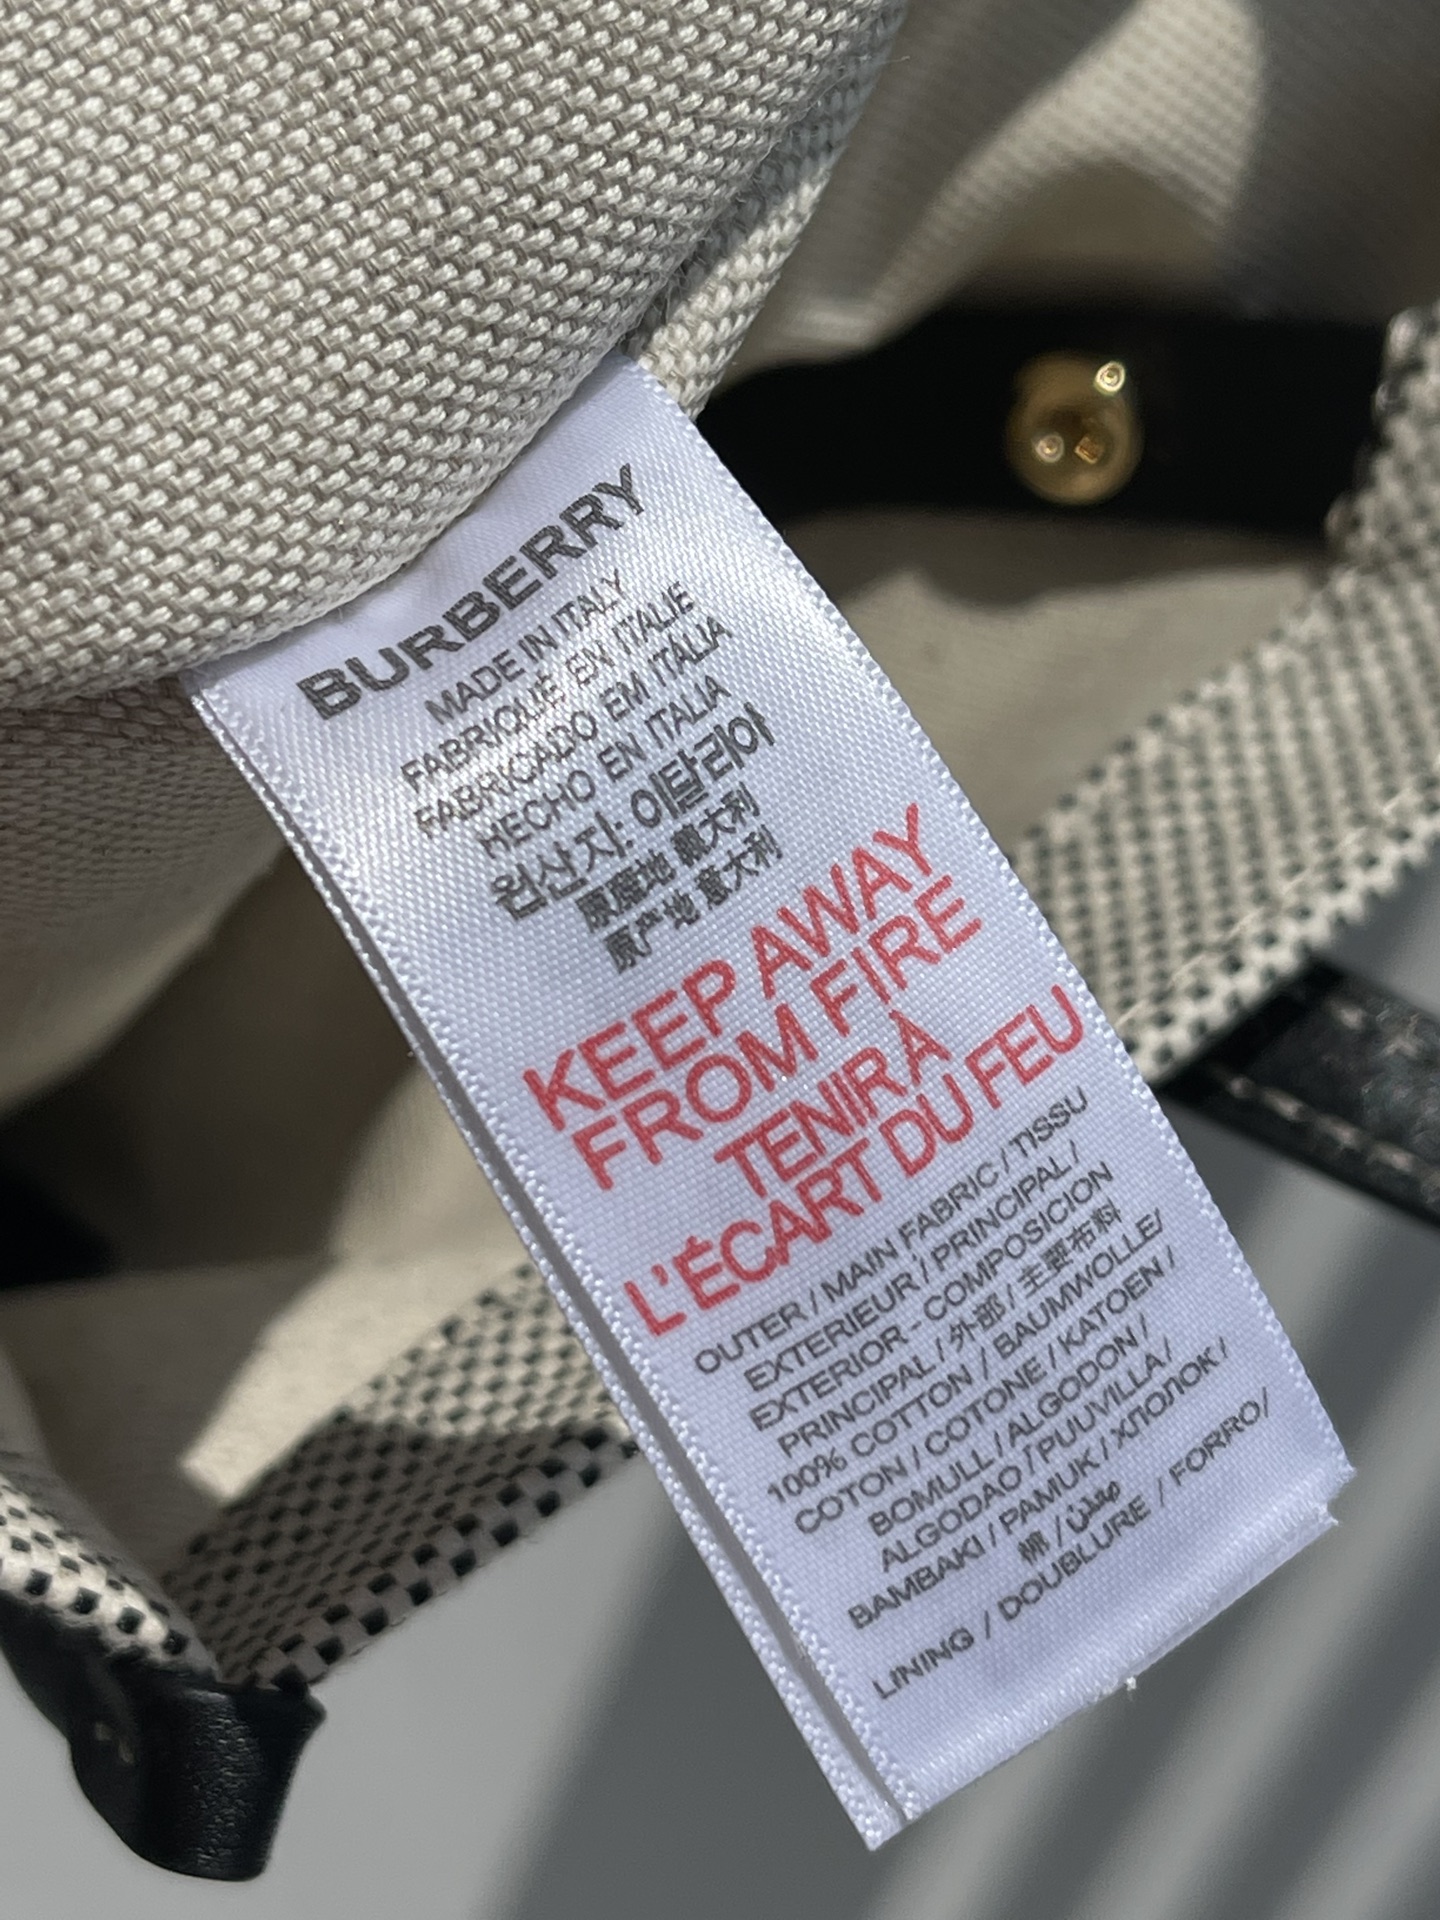 BURBERRY
MADE IN ITALY
FABRIQUÉ EN ITALIE
FABRICADO EM ITÁLIA
HECHO EN ITALIA
원산지: 이탈리아
原產地 義大利
原产地 意大利
KEEP AWAY
FROM FIRE
TENIR À
L'ÉCART DU FEU
OUTER / MAIN FABRIC / TISSU
EXTERIEUR / PRINCIPAL /
EXTERIOR - COMPOSICION
PRINCIPAL / 外部 / 主要布料
100% COTTON / BAUMWOLLE/
COTON / COTONE / KATOEN /
BOMULL / ALGODON /
ALGODAO / PUUVILLA /
BAMBAKI / PAMUK / ХЛОПОК /
棉 / قطن
LINING / DOUBLURE / FORRO/